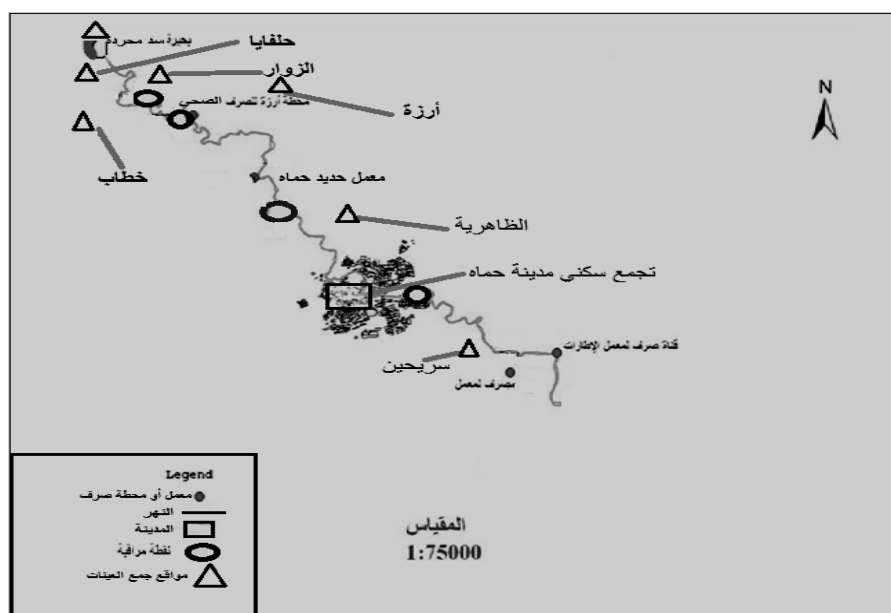 بحيرة سد محردة
حلفايا
الزوار
أرزة
محطة أرزة للصرف الصحي
خطاب
N
معمل حديد حماه
الظاهرية
تجمع سكني مدينة حماه
قناة صرف لمعمل الإطارات
سريحين
مصرف لمعمل
Legend
معمل أو محطة صرف
النهر
المدينة
نقطة مراقبة
مواقع جمع العينات
المقياس
1:75000